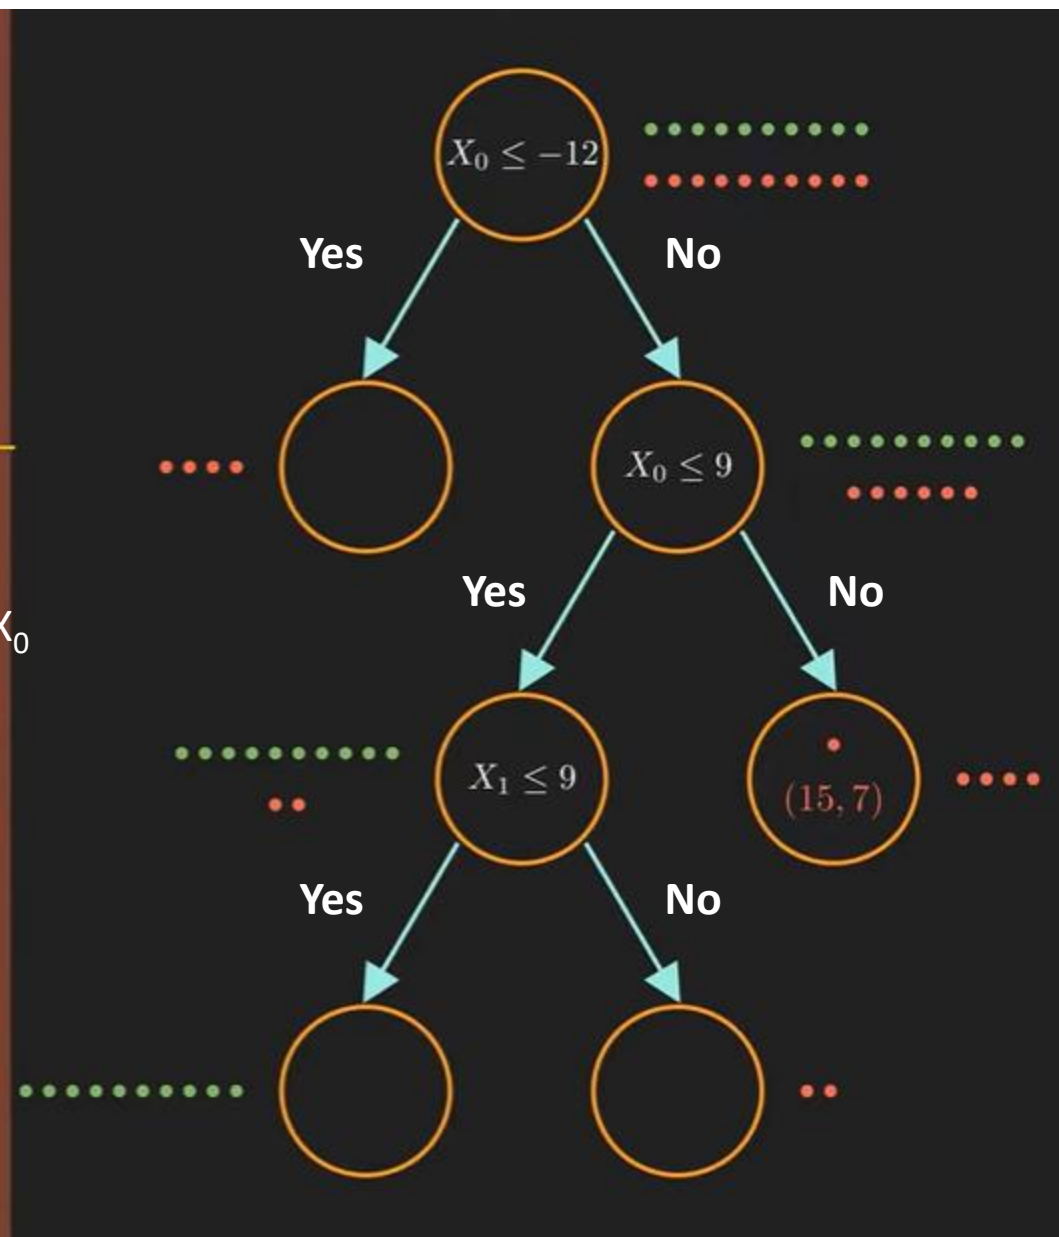 X₀ ≤ −12
Yes
No
X₀ ≤ 9
Yes
No
X₀
X₁ ≤ 9
(15, 7)
Yes
No